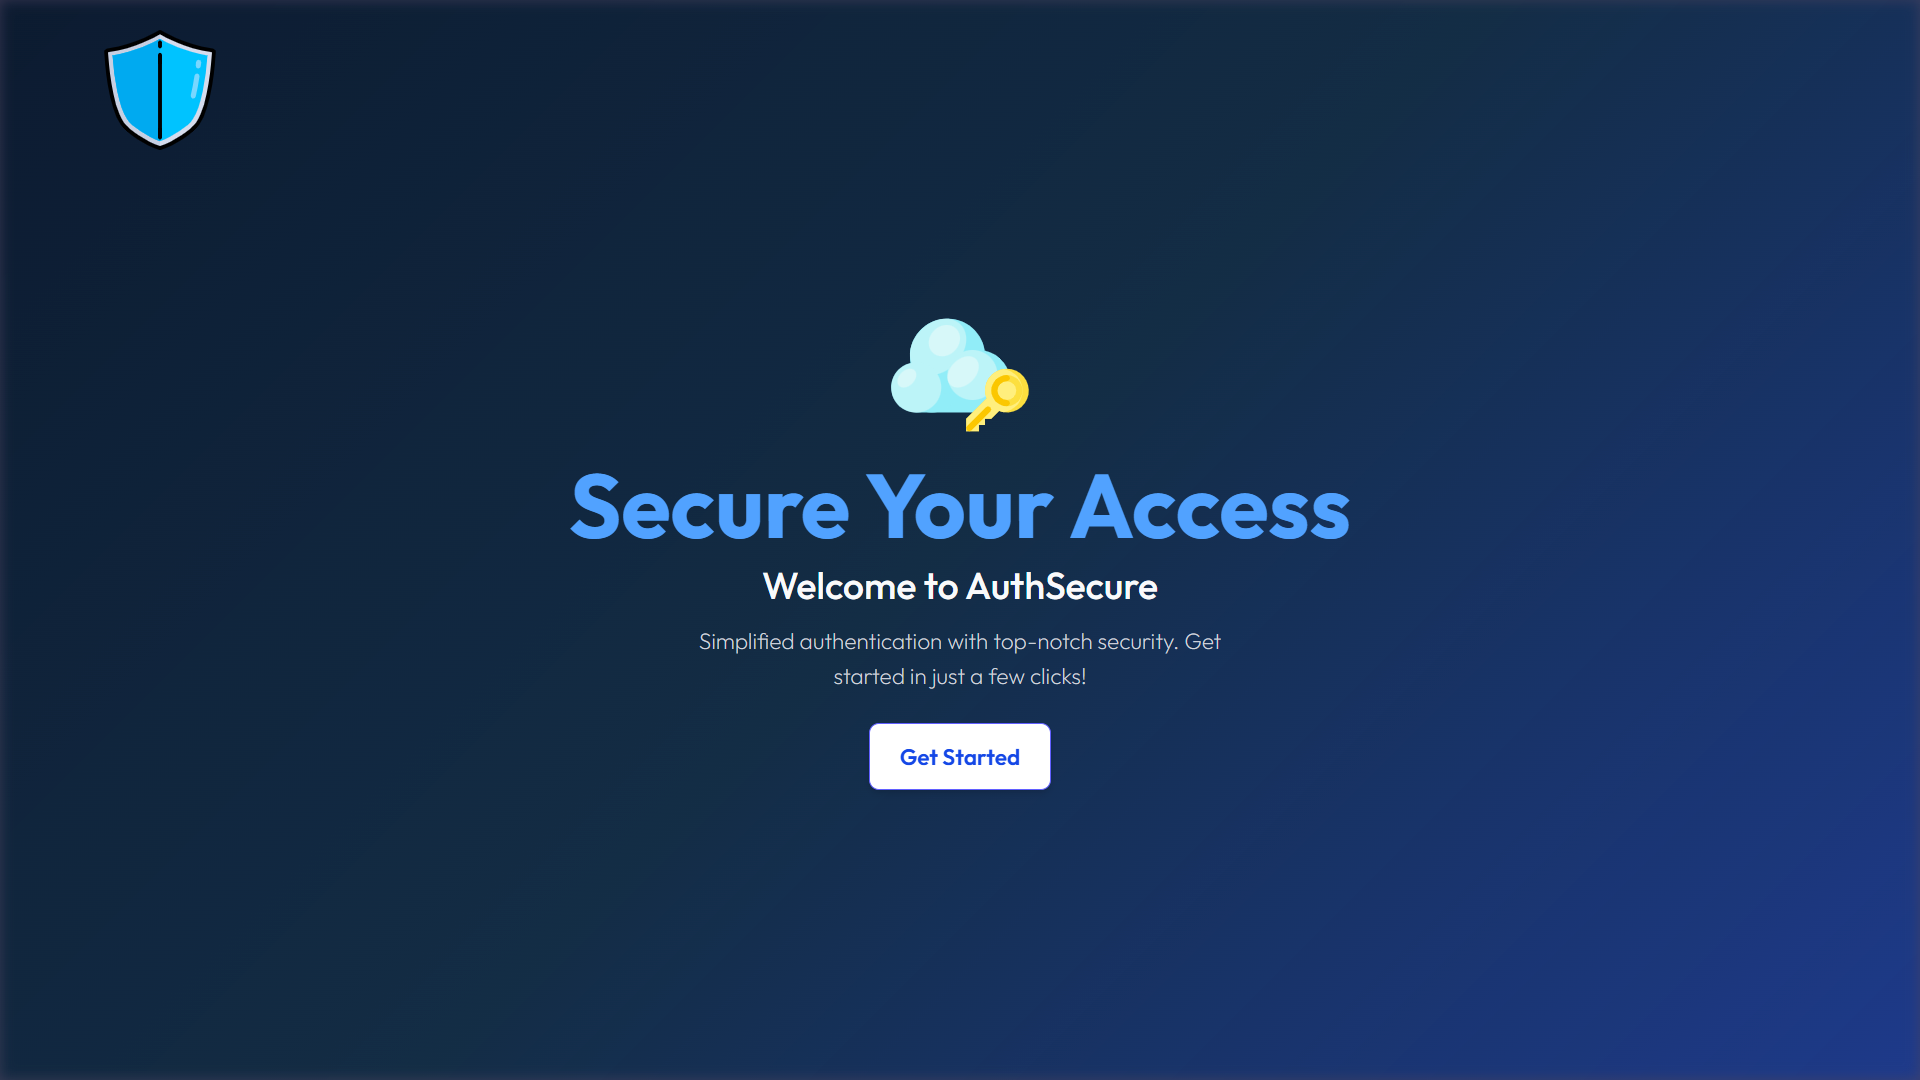 Secure Your Access
Welcome to AuthSecure
Simplified authentication with top-notch security. Get
started in just a few clicks!
Get Started